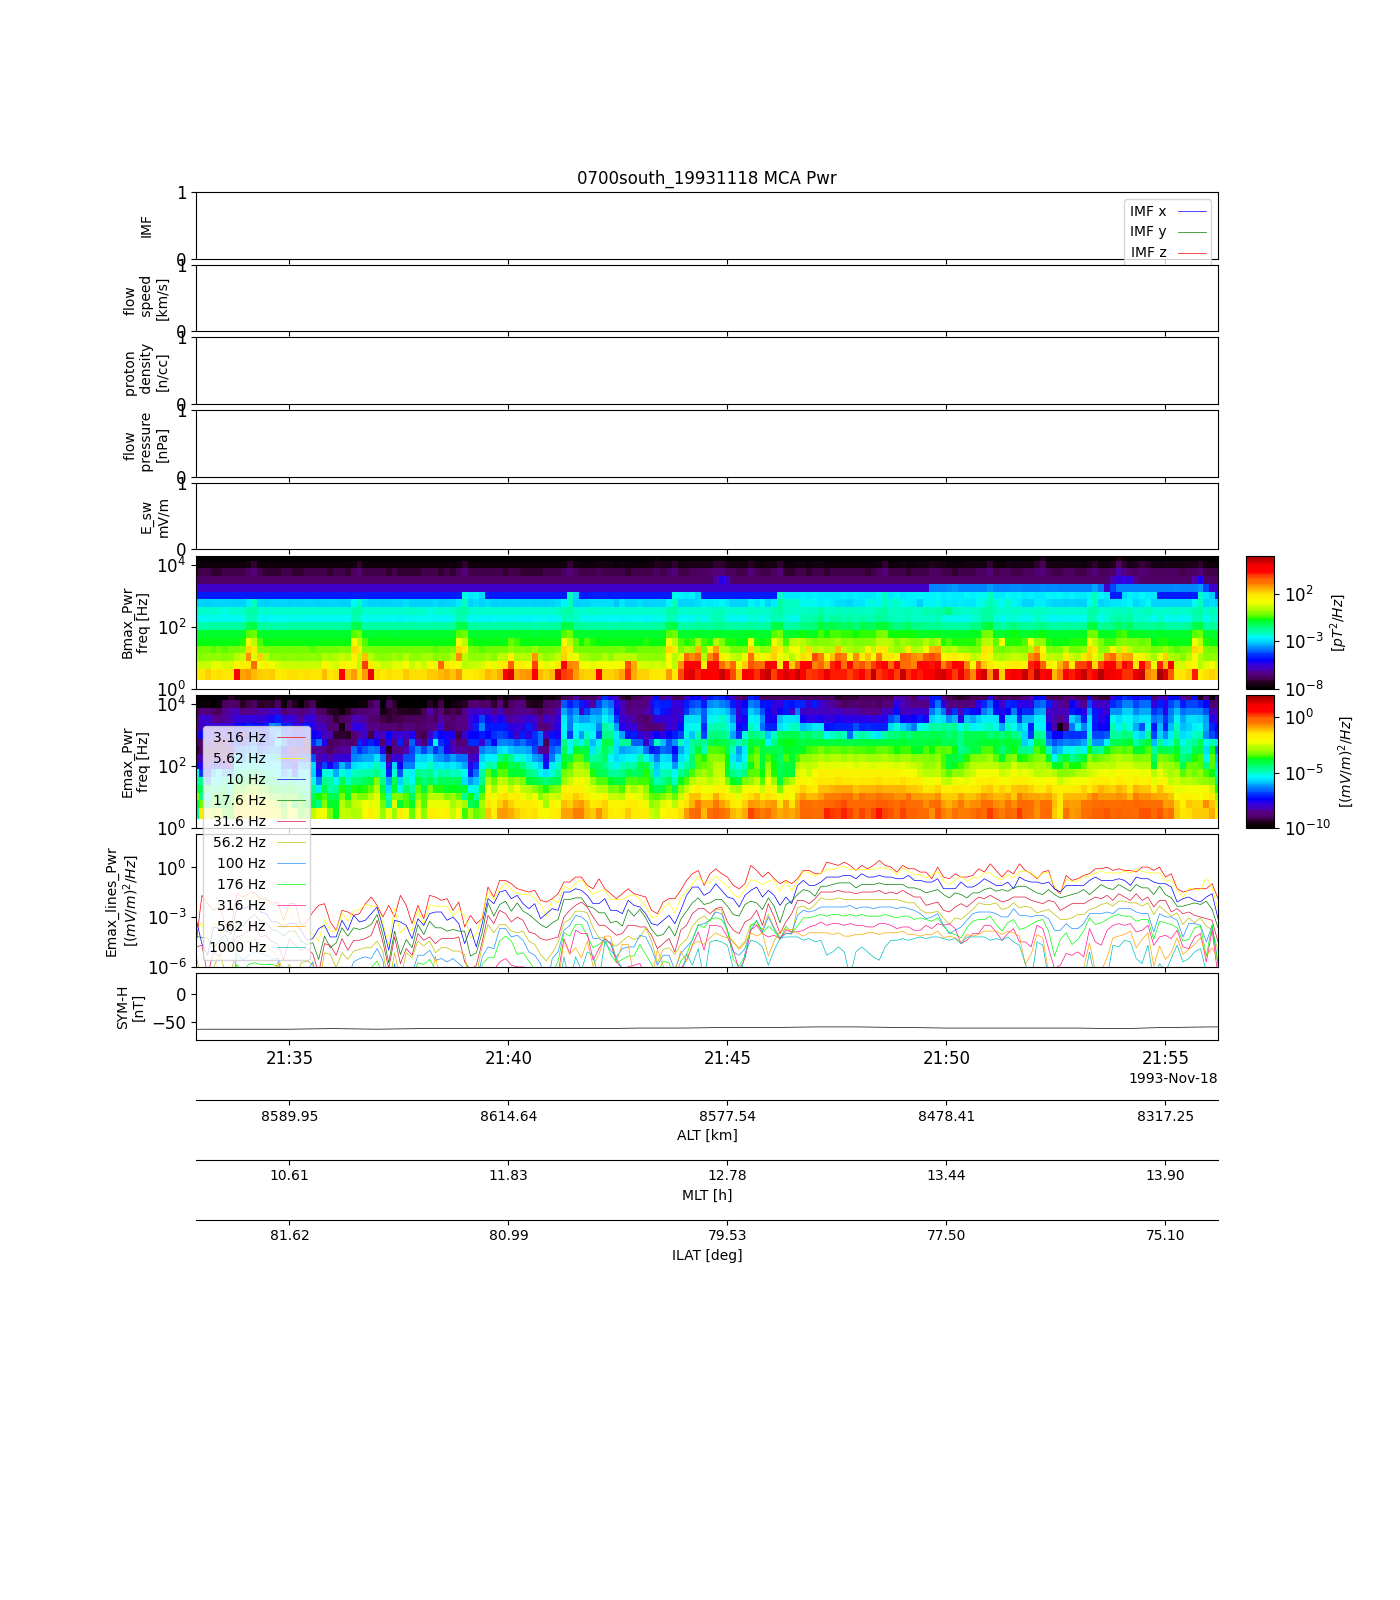 0700south_19931118 MCA Pwr
1
IMF
0
IMF x
IMF y
IMF z
1
flow
speed
[km/s]
0
1
proton
density
[n/cc]
0
1
flow
pressure
[nPa]
0
1
E_sw
mV/m
0
10^4
10^2
10^0
Bmax_Pwr
freq [Hz]
10^2
10^-3
10^-8
[pT^2/Hz]
10^4
10^2
10^0
Emax_Pwr
freq [Hz]
10^0
10^-5
10^-10
[(mV/m)^2/Hz]
3.16 Hz
5.62 Hz
10 Hz
17.6 Hz
31.6 Hz
56.2 Hz
100 Hz
176 Hz
316 Hz
562 Hz
1000 Hz
10^0
10^-3
10^-6
Emax_lines_Pwr
[(mV/m)^2/Hz]
0
−50
SYM-H
[nT]
21:35 21:40 21:45 21:50 21:55
1993-Nov-18
8589.95 8614.64 8577.54 8478.41 8317.25
ALT [km]
10.61 11.83 12.78 13.44 13.90
MLT [h]
81.62 80.99 79.53 77.50 75.10
ILAT [deg]